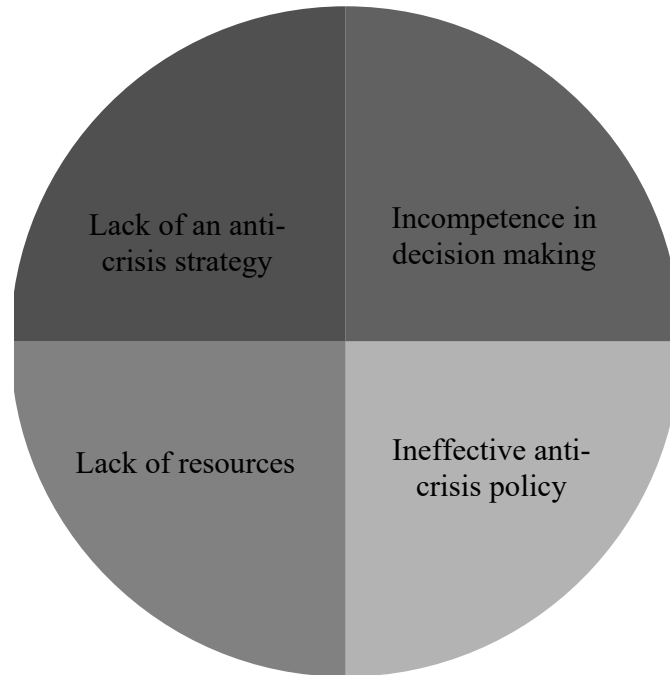 Lack of an anti-
crisis strategy
Incompetence in
decision making
Lack of resources
Ineffective anti-
crisis policy